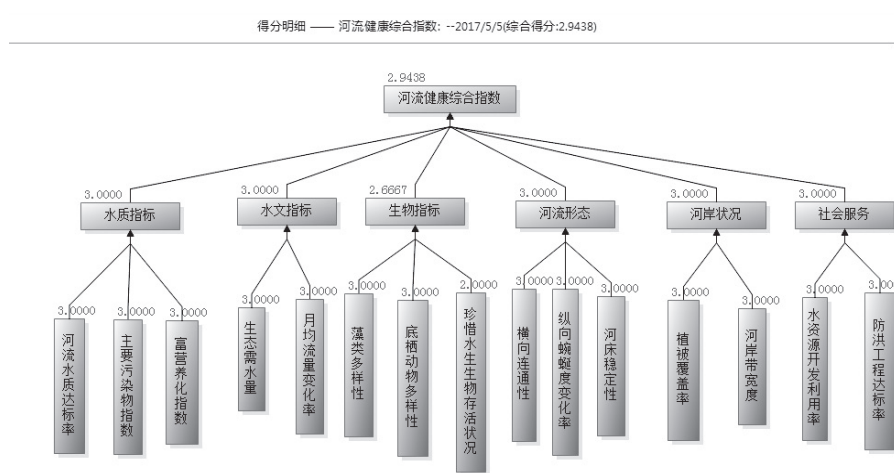 得分明细 —— 河流健康综合指数: --2017/5/5(综合得分:2.9438)
2.9438
河流健康综合指数
3.0000
水质指标
3.0000
水文指标
2.6667
生物指标
3.0000
河流形态
3.0000
河岸状况
3.0000
社会服务
3.0000
河流水质达标率
3.0000
主要污染物指数
3.0000
富营养化指数
3.0000
生态需水量
3.0000
月均流量变化率
3.0000
藻类多样性
3.0000
底栖动物多样性
2.0000
珍惜水生生物存活状况
3.0000
横向连通性
3.0000
纵向蜿蜒度变化率
3.0000
河床稳定性
3.0000
植被覆盖率
3.0000
河岸带宽度
3.0000
水资源开发利用率
3.00
防洪工程达标率